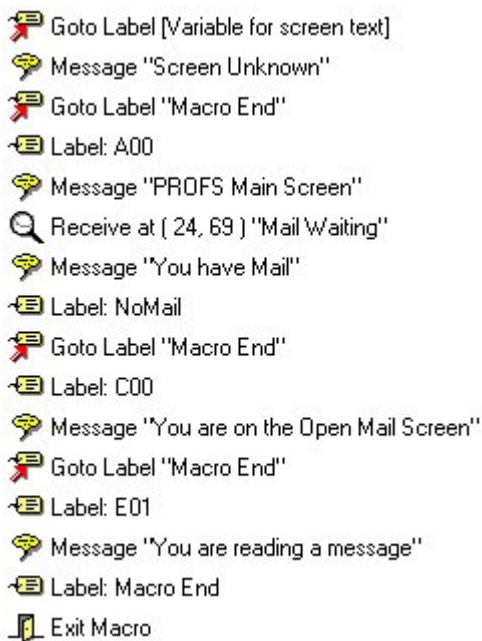 Goto Label [Variable for screen text]
Message "Screen Unknown"
Goto Label "Macro End"
Label: A00
Message "PROFS Main Screen"
Receive at ( 24, 69 ) "Mail Waiting"
Message "You have Mail"
Label: NoMail
Goto Label "Macro End"
Label: C00
Message "You are on the Open Mail Screen"
Goto Label "Macro End"
Label: E01
Message "You are reading a message"
Label: Macro End
Exit Macro